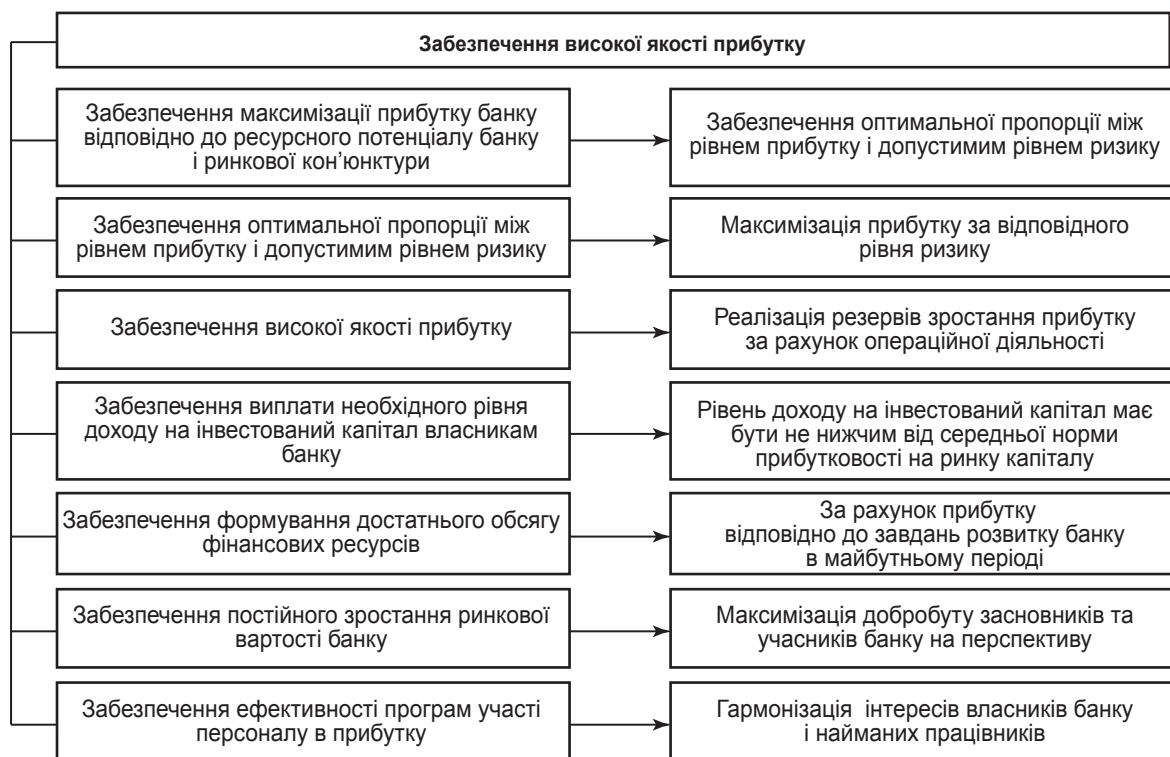 Забезпечення високої якості прибутку
Забезпечення максимізації прибутку банку
відповідно до ресурсного потенціалу банку
і ринкової кон’юнктури
Забезпечення оптимальної пропорції між
рівнем прибутку і допустимим рівнем ризику
Забезпечення оптимальної пропорції між
рівнем прибутку і допустимим рівнем ризику
Максимізація прибутку за відповідного
рівня ризику
Забезпечення високої якості прибутку
Реалізація резервів зростання прибутку
за рахунок операційної діяльності
Забезпечення виплати необхідного рівня
доходу на інвестований капітал власникам
банку
Рівень доходу на інвестований капітал має
бути не нижчим від середньої норми
прибутковості на ринку капіталу
Забезпечення формування достатнього обсягу
фінансових ресурсів
За рахунок прибутку
відповідно до завдань розвитку банку
в майбутньому періоді
Забезпечення постійного зростання ринкової
вартості банку
Максимізація добробуту засновників та
учасників банку на перспективу
Забезпечення ефективності програм участі
персоналу в прибутку
Гармонізація інтересів власників банку
і найманих працівників